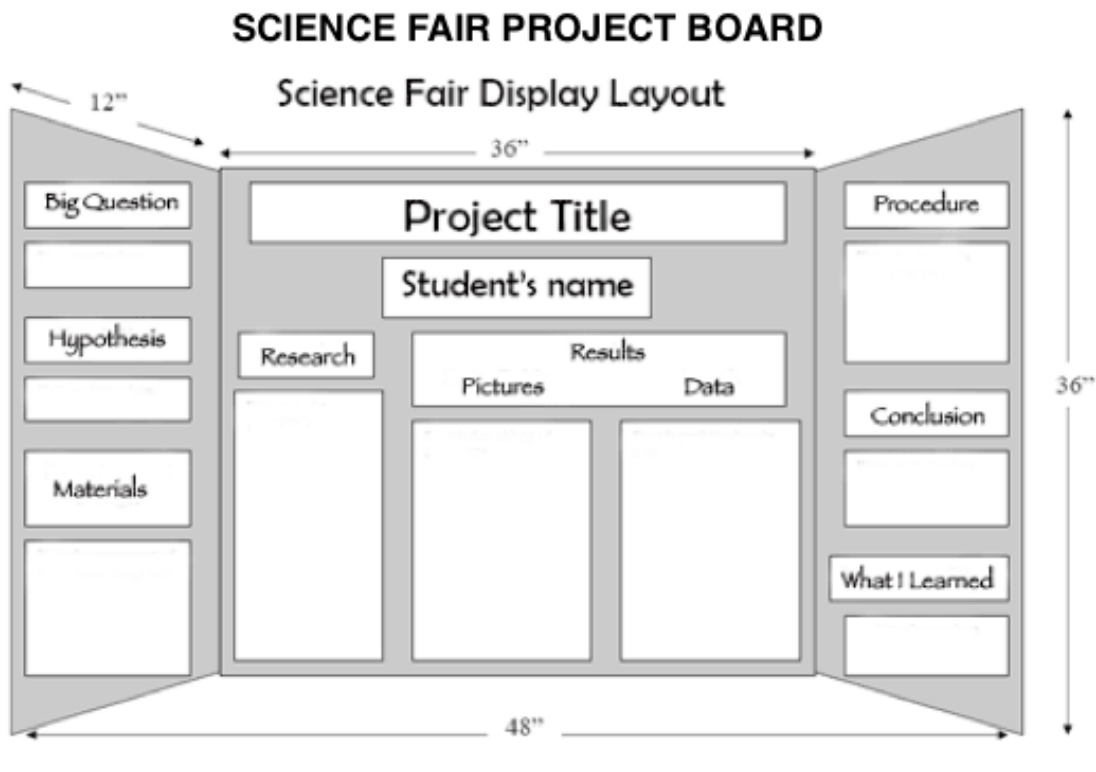 SCIENCE FAIR PROJECT BOARD
Science Fair Display Layout
12”
36”
Big Question
Hypothesis
Materials
Project Title
Student’s name
Research
Results
Pictures Data
Procedure
Conclusion
What I Learned
36”
48”